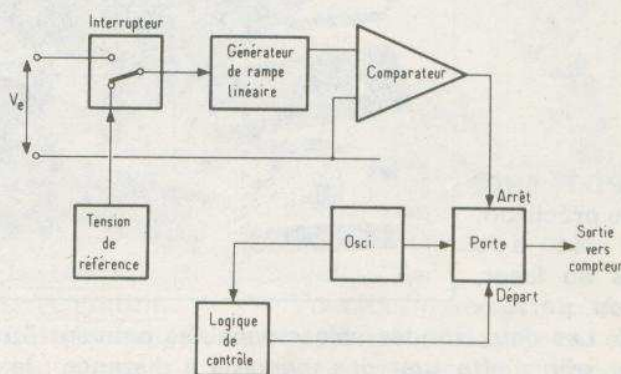 Interrupteur
Générateur
de rampe
linéaire
Comparateur
Ve
Arrêt
Tension
de
référence
Osci.
Porte
Sortie
vers
compteur
Départ
Logique
de
contrôle